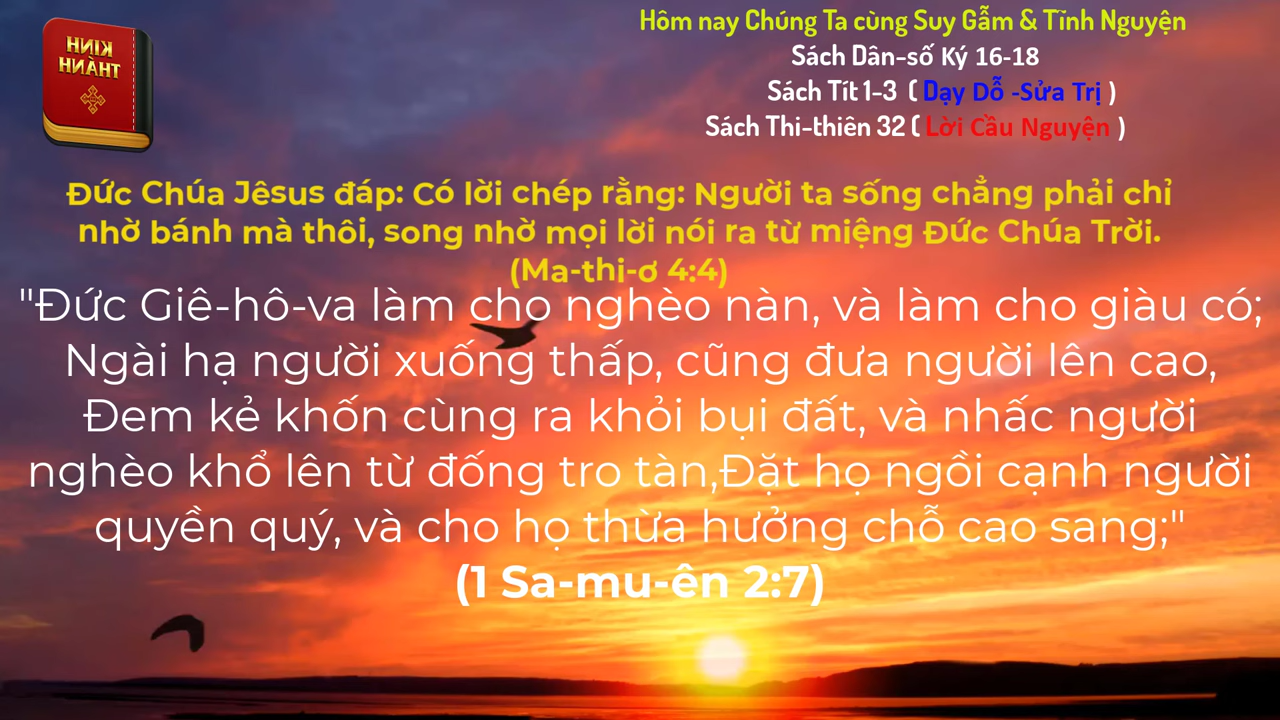 KINH
THÁNH
Hôm nay Chúng Ta cùng Suy Gẫm & Tĩnh Nguyện
Sách Dân-số Ký 16-18
Sách Tít 1-3 ( Dạy Dỗ -Sửa Trị )
Sách Thi-thiên 32 ( Lời Cầu Nguyện )
Đức Chúa Jêsus đáp: Có lời chép rằng: Người ta sống chẳng phải chỉ
nhờ bánh mà thôi, song nhờ mọi lời nói ra từ miệng Đức Chúa Trời.
(Ma-thi-ơ 4:4)
"Đức Giê-hô-va làm cho nghèo nàn, và làm cho giàu có;
Ngài hạ người xuống thấp, cũng đưa người lên cao,
Đem kẻ khốn cùng ra khỏi bụi đất, và nhấc người
nghèo khổ lên từ đống tro tàn,Đặt họ ngồi cạnh người
quyền quý, và cho họ thừa hưởng chỗ cao sang;"
(1 Sa-mu-ên 2:7)